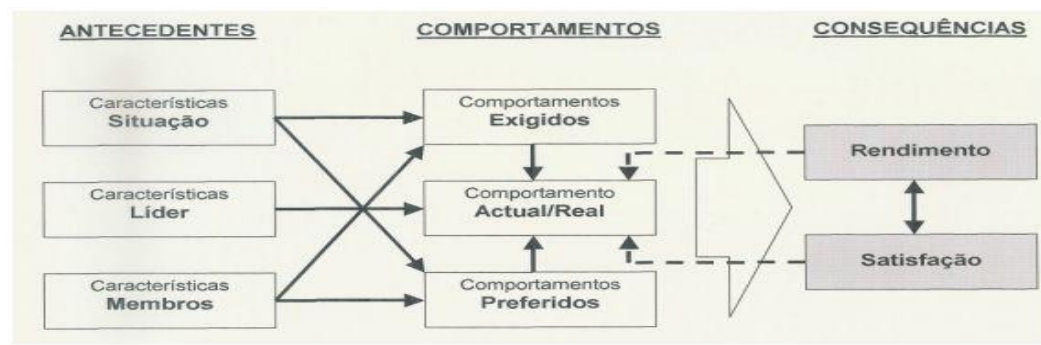 ANTECEDENTES
COMPORTAMENTOS
CONSEQUÊNCIAS
Características
Situação
Comportamentos
Exigidos
Rendimento
Características
Líder
Comportamento
Actual/Real
Satisfação
Características
Membros
Comportamentos
Preferidos